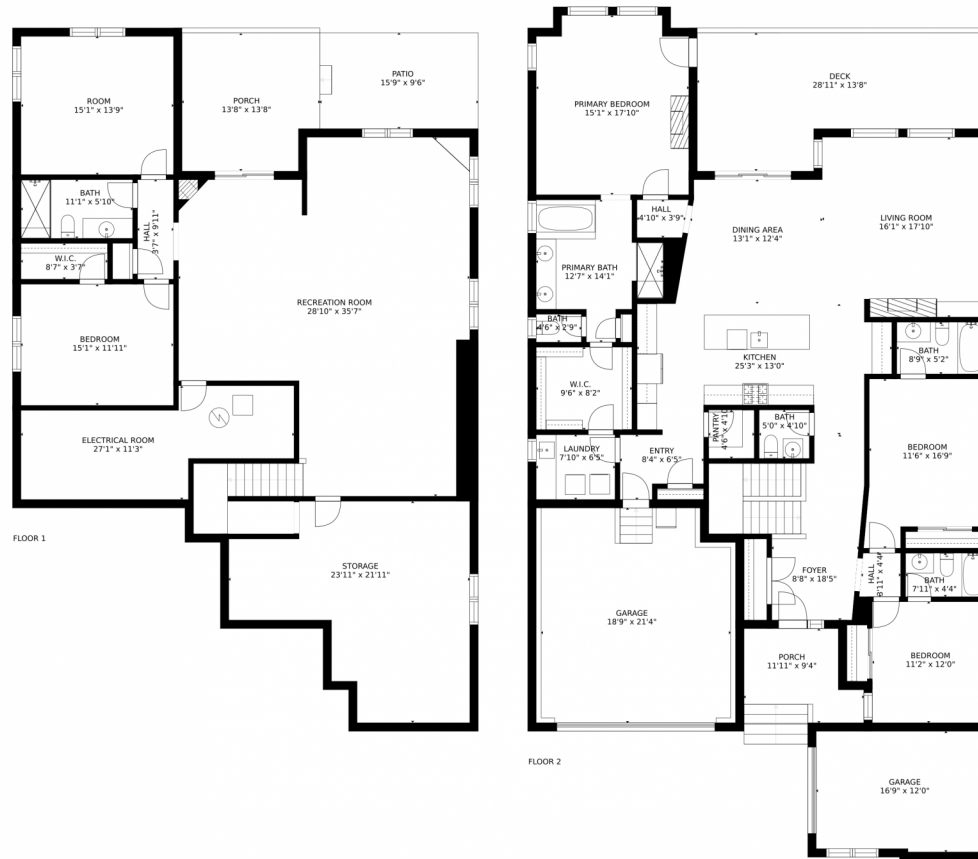 ROOM
15'1" x 13'9"
PORCH
13'8" x 13'8"
PATIO
15'9" x 9'6"
BATH
11'1" x 5'10"
HALL
3'7" x 9'11"
W.I.C.
8'7" x 3'7"
RECREATION ROOM
28'10" x 35'7"
BEDROOM
15'1" x 11'11"
ELECTRICAL ROOM
27'1" x 11'3"
STORAGE
23'11" x 21'11"
FLOOR 1
PRIMARY BEDROOM
15'1" x 17'10"
DECK
28'11" x 13'8"
HALL
4'10" x 3'9"
DINING AREA
13'1" x 12'4"
LIVING ROOM
16'1" x 17'10"
PRIMARY BATH
12'7" x 14'1"
BATH
4'6" x 2'9"
KITCHEN
25'3" x 13'0"
BATH
8'9" x 5'2"
W.I.C.
9'6" x 8'2"
PANTRY
4'6" x 4'10"
BATH
5'0" x 4'10"
LAUNDRY
7'10" x 6'5"
ENTRY
8'4" x 6'5"
BEDROOM
11'6" x 16'9"
FOYER
8'8" x 18'5"
HALL
x 4'4"
BATH
7'11" x 4'4"
GARAGE
18'9" x 21'4"
PORCH
11'11" x 9'4"
BEDROOM
11'2" x 12'0"
FLOOR 2
GARAGE
16'9" x 12'0"